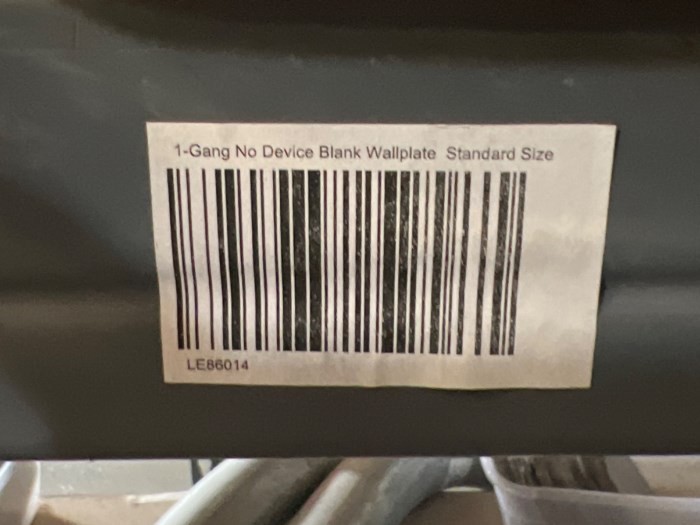 1-Gang No Device Blank Wallplate Standard Size
LE86014